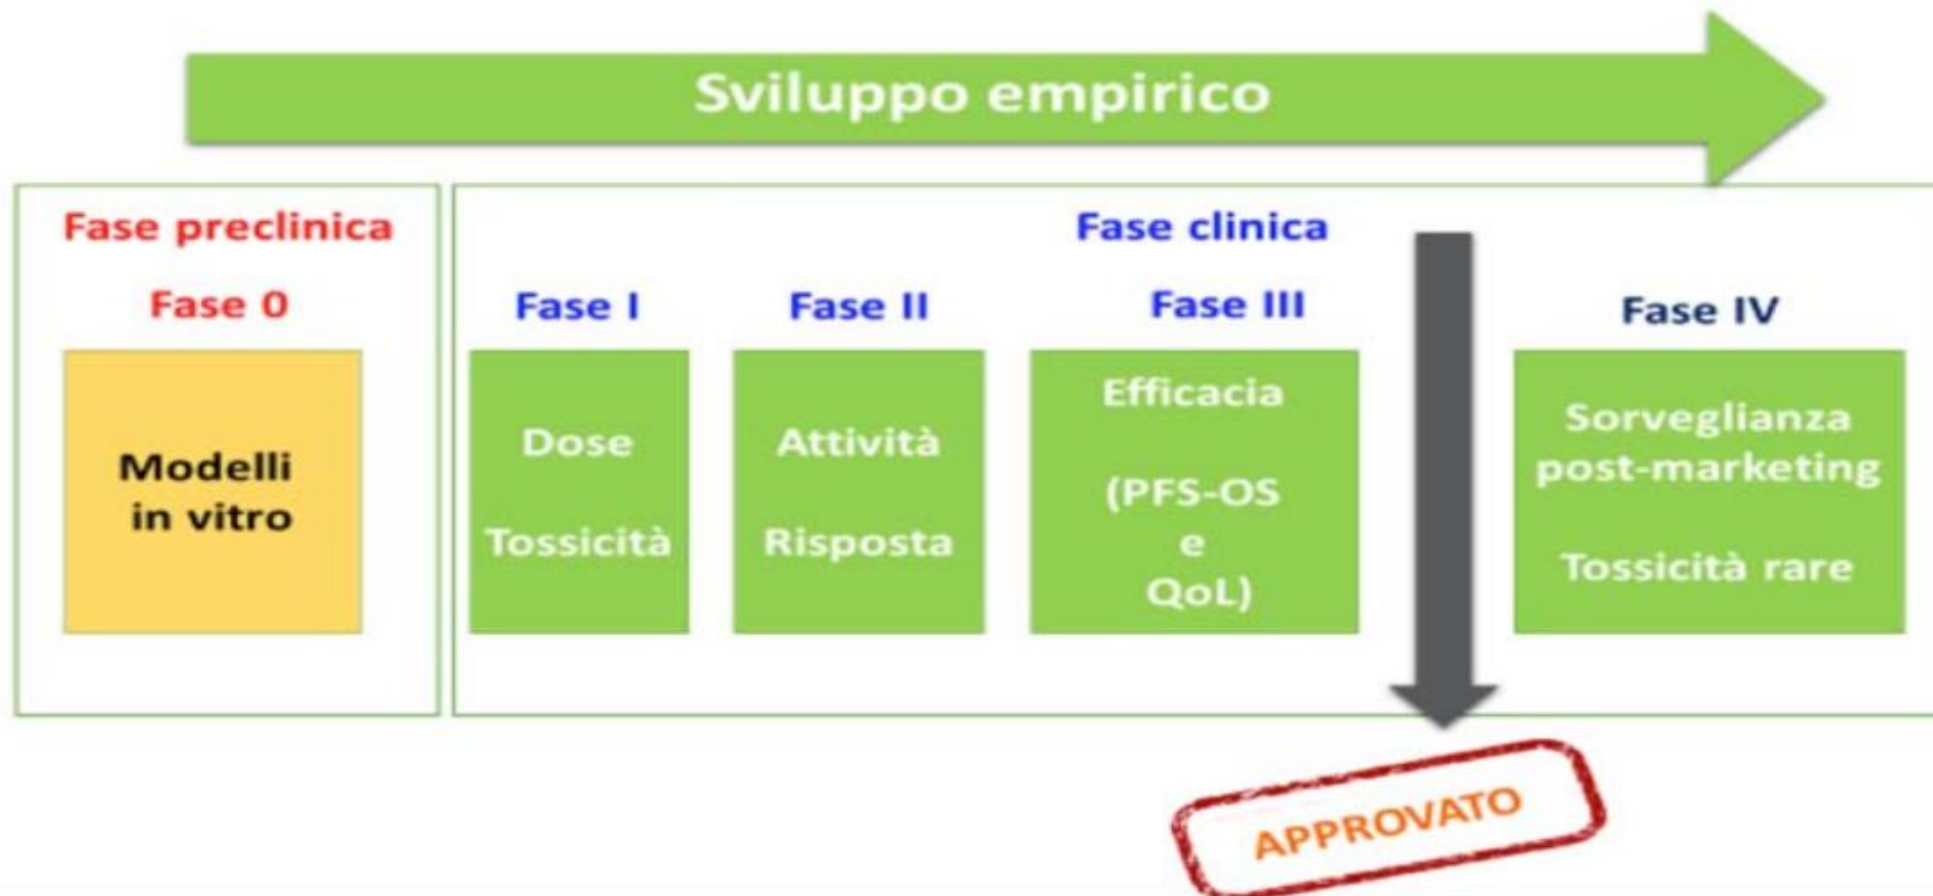 Sviluppo empirico
Fase preclinica
Fase 0
Modelli
in vitro
Fase clinica
Fase I
Dose
Tossicità
Fase II
Attività
Risposta
Fase III
Efficacia
(PFS-OS
e
QoL)
Fase IV
Sorveglianza
post-marketing
Tossicità rare
APPROVATO